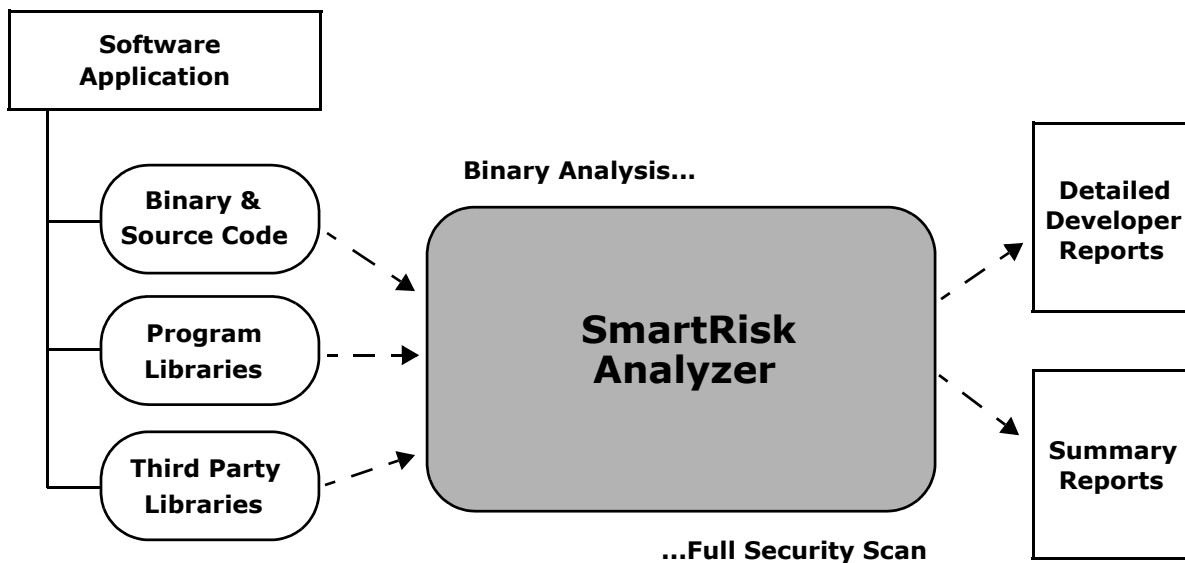 Software
Application
Binary &
Source Code
Program
Libraries
Third Party
Libraries
Binary Analysis...
SmartRisk
Analyzer
...Full Security Scan
Detailed
Developer
Reports
Summary
Reports